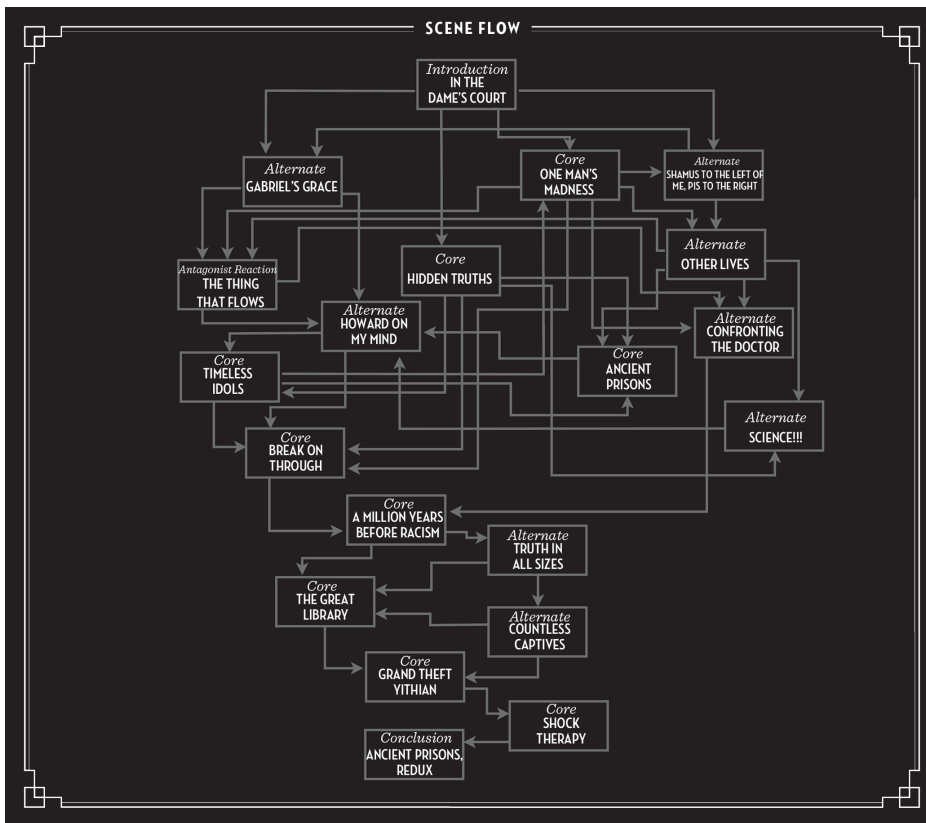 SCENE FLOW
Introduction
IN THE
DAME'S COURT
Alternate
GABRIEL'S GRACE
Core
ONE MAN'S
MADNESS
Alternate
SHAMUS TO THE LEFT OF
ME, PIS TO THE RIGHT
Antagonist Reaction
THE THING
THAT FLOWS
Core
HIDDEN TRUTHS
Alternate
OTHER LIVES
Alternate
HOWARD ON
MY MIND
Alternate
CONFRONTING
THE DOCTOR
Core
TIMELESS
IDOLS
Core
ANCIENT
PRISONS
Alternate
SCIENCE!!!
Core
BREAK ON
THROUGH
Core
A MILLION YEARS
BEFORE RACISM
Alternate
TRUTH IN
ALL SIZES
Core
THE GREAT
LIBRARY
Alternate
COUNTLESS
CAPTIVES
Core
GRAND THEFT
YITHIAN
Core
SHOCK
THERAPY
Conclusion
ANCIENT PRISONS,
REDUX